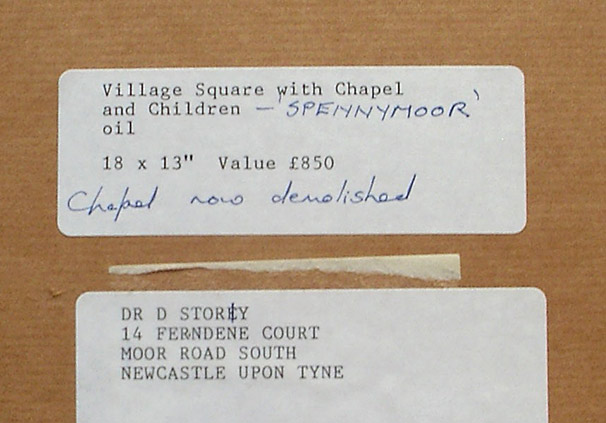 Village Square with Chapel
and Children - 'SPENNYMOOR'
oil
18 x 13" Value £850
Chapel now demolished
DR D STOREY
14 FERNDENE COURT
MOOR ROAD SOUTH
NEWCASTLE UPON TYNE